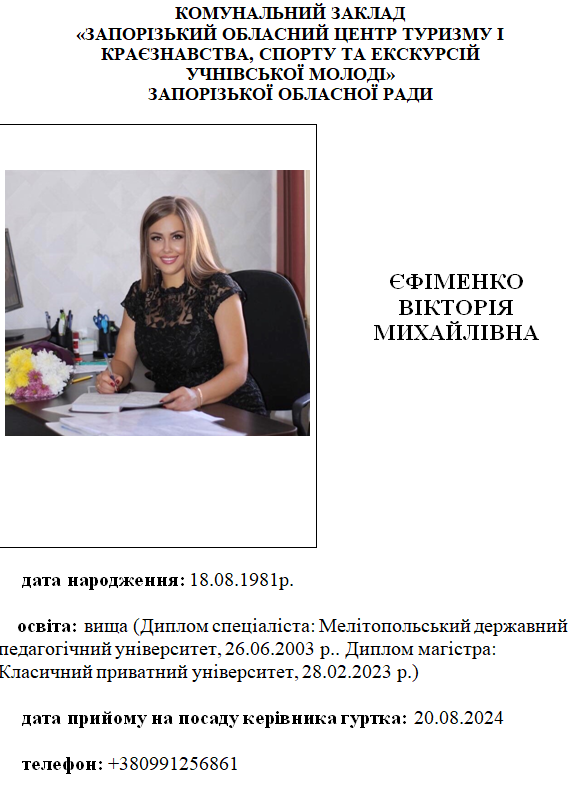 КОМУНАЛЬНИЙ ЗАКЛАД
«ЗАПОРІЗЬКИЙ ОБЛАСНИЙ ЦЕНТР ТУРИЗМУ І
КРАЄЗНАВСТВА, СПОРТУ ТА ЕКСКУРСІЙ
УЧНІВСЬКОЇ МОЛОДІ»
ЗАПОРІЗЬКОЇ ОБЛАСНОЇ РАДИ
ЄФІМЕНКО
ВІКТОРІЯ
МИХАЙЛІВНА
дата народження: 18.08.1981р.
освіта: вища (Диплом спеціаліста: Мелітопольський державний
педагогічний університет, 26.06.2003 р.. Диплом магістра:
Класичний приватний університет, 28.02.2023 р.)
дата прийому на посаду керівника гуртка: 20.08.2024
телефон: +380991256861